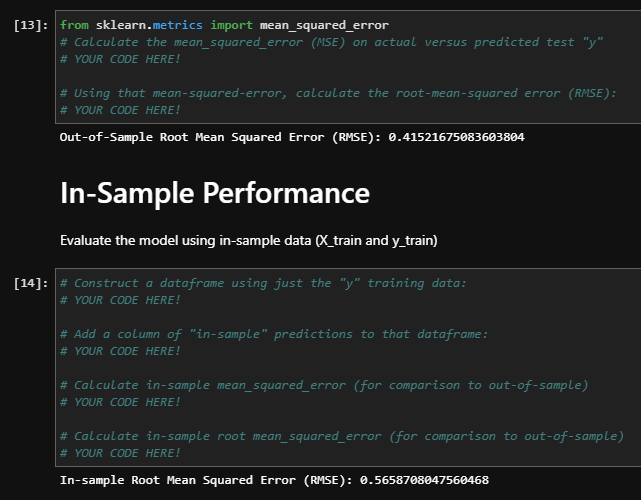 [13]: from sklearn.metrics import mean_squared_error
# Calculate the mean_squared_error (MSE) on actual versus predicted test "y"
# YOUR CODE HERE!
# Using that mean-squared-error, calculate the root-mean-squared error (RMSE):
# YOUR CODE HERE!
Out-of-Sample Root Mean Squared Error (RMSE): 0.41521675083603804
In-Sample Performance
Evaluate the model using in-sample data (X_train and y_train)
[14]: # Construct a dataframe using just the "y" training data:
# YOUR CODE HERE!
# Add a column of "in-sample" predictions to that dataframe:
# YOUR CODE HERE!
# Calculate in-sample mean_squared_error (for comparison to out-of-sample)
# YOUR CODE HERE!
# Calculate in-sample root mean_squared_error (for comparison to out-of-sample)
# YOUR CODE HERE!
In-sample Root Mean Squared Error (RMSE): 0.5658708047560468